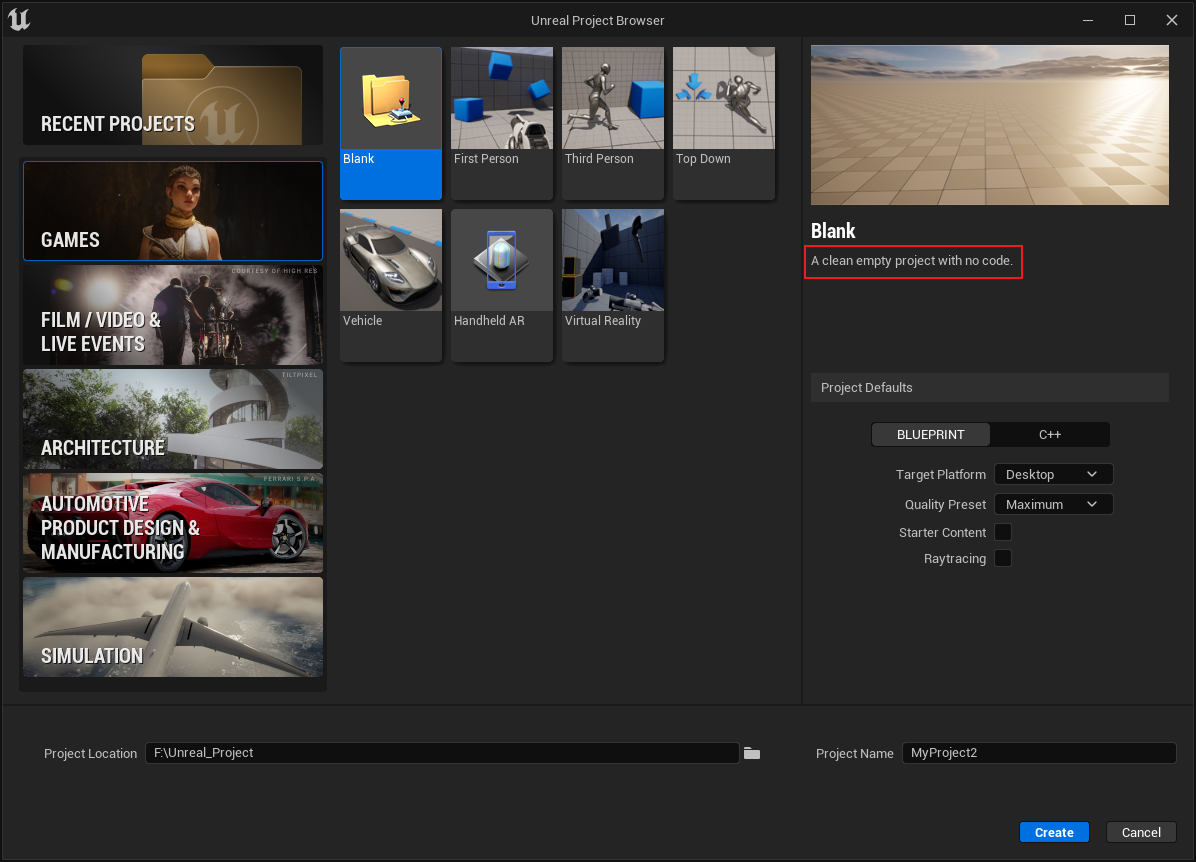 Unreal Project Browser
RECENT PROJECTS
GAMES
COURTESY OF HIGH RES
FILM / VIDEO &
LIVE EVENTS
TILTPIXEL
ARCHITECTURE
FERRARI S.P.A.
AUTOMOTIVE
PRODUCT DESIGN &
MANUFACTURING
SIMULATION
Blank
First Person
Third Person
Top Down
Vehicle
Handheld AR
Virtual Reality
Blank
A clean empty project with no code.
Project Defaults
BLUEPRINT
C++
Target Platform
Desktop
Quality Preset
Maximum
Starter Content
Raytracing
Project Location
F:\Unreal_Project
Project Name
MyProject2
Create
Cancel